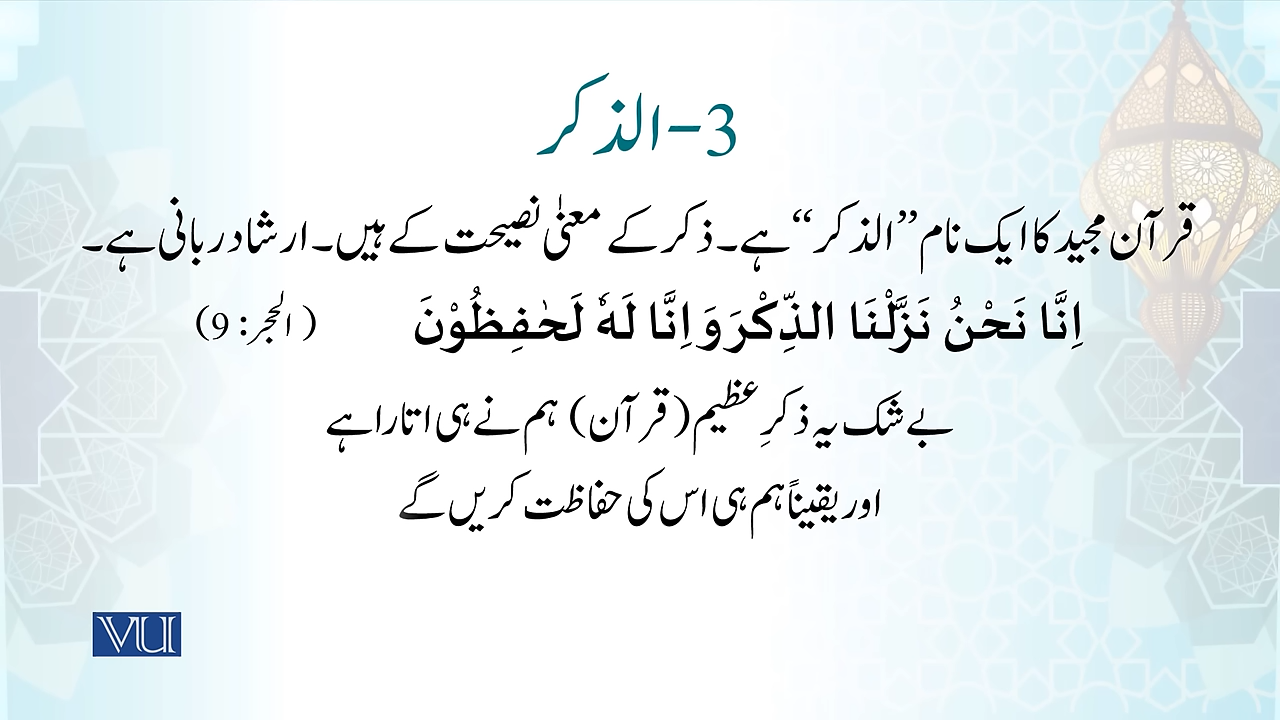 3-الذکر
قرآن مجید کا ایک نام ”الذکر“ ہے۔ ذکر کے معنیٰ نصیحت کے ہیں۔ ارشاد ربانی ہے۔
اِنَّا نَحْنُ نَزَّلْنَا الذِّكْرَ وَ اِنَّا لَهٗ لَحٰفِظُوْنَ (الحجر: 9)
بے شک یہ ذکرِ عظیم (قرآن) ہم نے ہی اتارا ہے
اور یقیناً ہم ہی اس کی حفاظت کریں گے
VU